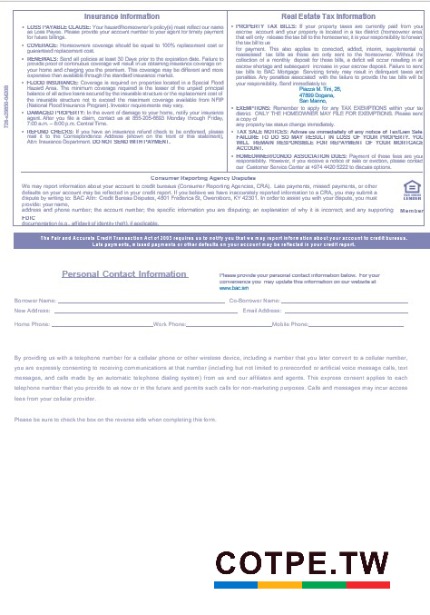 Insurance Information
• LOSS PAYABLE CLAUSE: Your hazard/homeowner's policy(s) must reflect our name
as Loss Payee. Please provide your account number to your agent for timely payment
for future billings.
• COVERAGE: Homeowners coverage should be equal to 100% replacement cost or
guaranteed replacement cost.
• RENEWALS: Send all policies at least 30 Days prior to the expiration date. Failure to
provide proof of continuous coverage will result in us obtaining insurance coverage on
your home and charging you the premium. This coverage may be different and more
expensive than available through the standard insurance market.
• FLOOD INSURANCE: Coverage is required on properties located in a Special Flood
Hazard Area. The minimum coverage required is the lesser of the unpaid principal
balance of all active loans secured by the insurable structure or the replacement cost of
the insurable structure not to exceed the maximum coverage available from NFIP
(National Flood Insurance Program). Investor requirements may vary.
• DAMAGED PROPERTY: In the event of damage to your home, notify your insurance
agent. After you file a claim, contact us at Monday through Friday,
7:00 a.m. – 8:00 p.m. Central Time.
• REFUND CHECKS: If you have an insurance refund check to be conferred, please
mail it to the Correspondence Address (shown on the front of this statement),
Attn: Insurance Department. DO NOT SEND WITH PAYMENT.
Real Estate Tax Information
• PROPERTY TAX BILLS: If your property taxes are currently paid from you
escrow account and your property is located in a tax district (homeowner area)
that will only release the tax bill to the homeowner, it is your responsibility to forward
the tax bill to us
for payment. This also applies to corrected, added, interim, supplemental o
reassessed tax bills as these are only sent to the homeowner. Without the
collection of a monthly deposit for these bills, a deficit will occur resulting in an
escrow shortage and subsequent increase in your escrow deposit. Failure to send
tax bills to BAC Mortgage Servicing timely may result in delinquent taxes and
penalties. Any penalties associated with the failure to provide the tax bills will be
your responsibility. Send immediately to:
Piazza M. Tini, 26,
47890 Dogana,
San Marino,
• EXEMPTIONS: Remember to apply for any TAX EXEMPTIONS within your tax
district. ONLY THE HOMEOWNER MAY FILE FOR EXEMPTIONS. Please send
a copy of
any property tax status change immediately.
• TAX SALE NOTICES: Advise us immediately of any notice of Tax/Lien Sale.
FAILURE TO DO SO MAY RESULT IN LOSS OF YOUR PROPERTY. YOU
WILL REMAIN RESPONSIBLE FOR REPAYMENT OF YOUR MORTGAGE
ACCOUNT.
• HOMEOWNER/CONDO ASSOCIATION DUES: Payment of these dues are your
responsibility. However, if you receive a notice of sale or election, please contact
our Customer Service Center at to discuss options.
Consumer Reporting Agency Disputes
We may report information about your account to credit bureaus (Consumer Reporting Agencies, CRA). Late payments, missed payments, or other
defaults on your account may be reflected in your credit report. If you believe we have inaccurately reported information to a CRA, you may submit a
dispute by writing to: BAC Attn: Credit Bureau Disputes, 4801 Frederica St, Owensboro, KY 42301. In order to assist you with your dispute, you must
provide: your name,
address and phone number; the account number; the specific information you are disputing; an explanation of why it is incorrect; and any supporting
documentation (e.g., affidavit of identity theft), if applicable.
Member
FDIC
The Fair and Accurate Credit Transaction Act of 2003 requires us to notify you that we may report information about your account to credit bureaus.
Late payments, missed payments or other defaults on your account may be reflected in your credit report.
Personal Contact Information
Please provide your personal contact information below. For your
convenience you may update this information on our website at
www.bac.sm
Borrower Name: Co-Borrower Name:
New Address: Email Address:
Home Phone: Work Phone: Mobile Phone:
By providing us with a telephone number for a cellular phone or other wireless device, including a number that you later convert to a cellular number,
you are expressly consenting to receiving communications at that number (including but not limited to prerecorded or artificial voice message calls, text
messages, and calls made by an automatic telephone dialing system) from us and our affiliates and agents. This express consent applies to each
telephone number that you provide to us now or in the future and permits such calls for non-marketing purposes. Calls and messages may incur access
fees from your cellular provider.
Please be sure to check the box on the reverse side when completing this form.
COTPE.TW